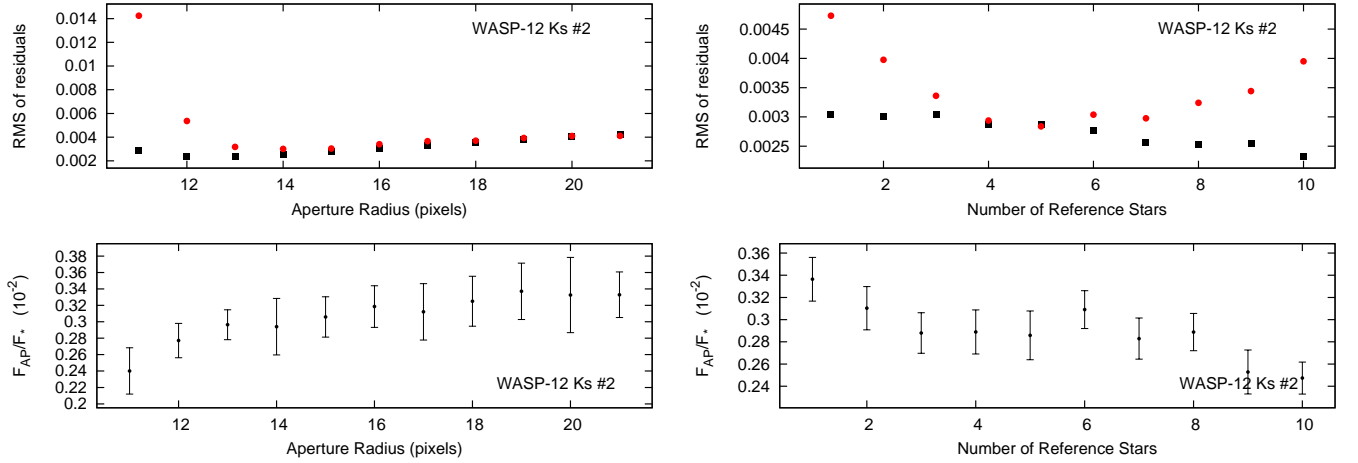 RMS of residuals
0.014
0.012
0.01
0.008
0.006
0.004
0.002
WASP-12 Ks #2
12 14 16 18 20
Aperture Radius (pixels)
RMS of residuals
0.0045
0.004
0.0035
0.003
0.0025
WASP-12 Ks #2
2 4 6 8 10
Number of Reference Stars
F_AP/F_* (10^-2)
0.38
0.36
0.34
0.32
0.3
0.28
0.26
0.24
0.22
0.2
WASP-12 Ks #2
12 14 16 18 20
Aperture Radius (pixels)
F_AP/F_* (10^-2)
0.36
0.34
0.32
0.3
0.28
0.26
0.24
WASP-12 Ks #2
2 4 6 8 10
Number of Reference Stars